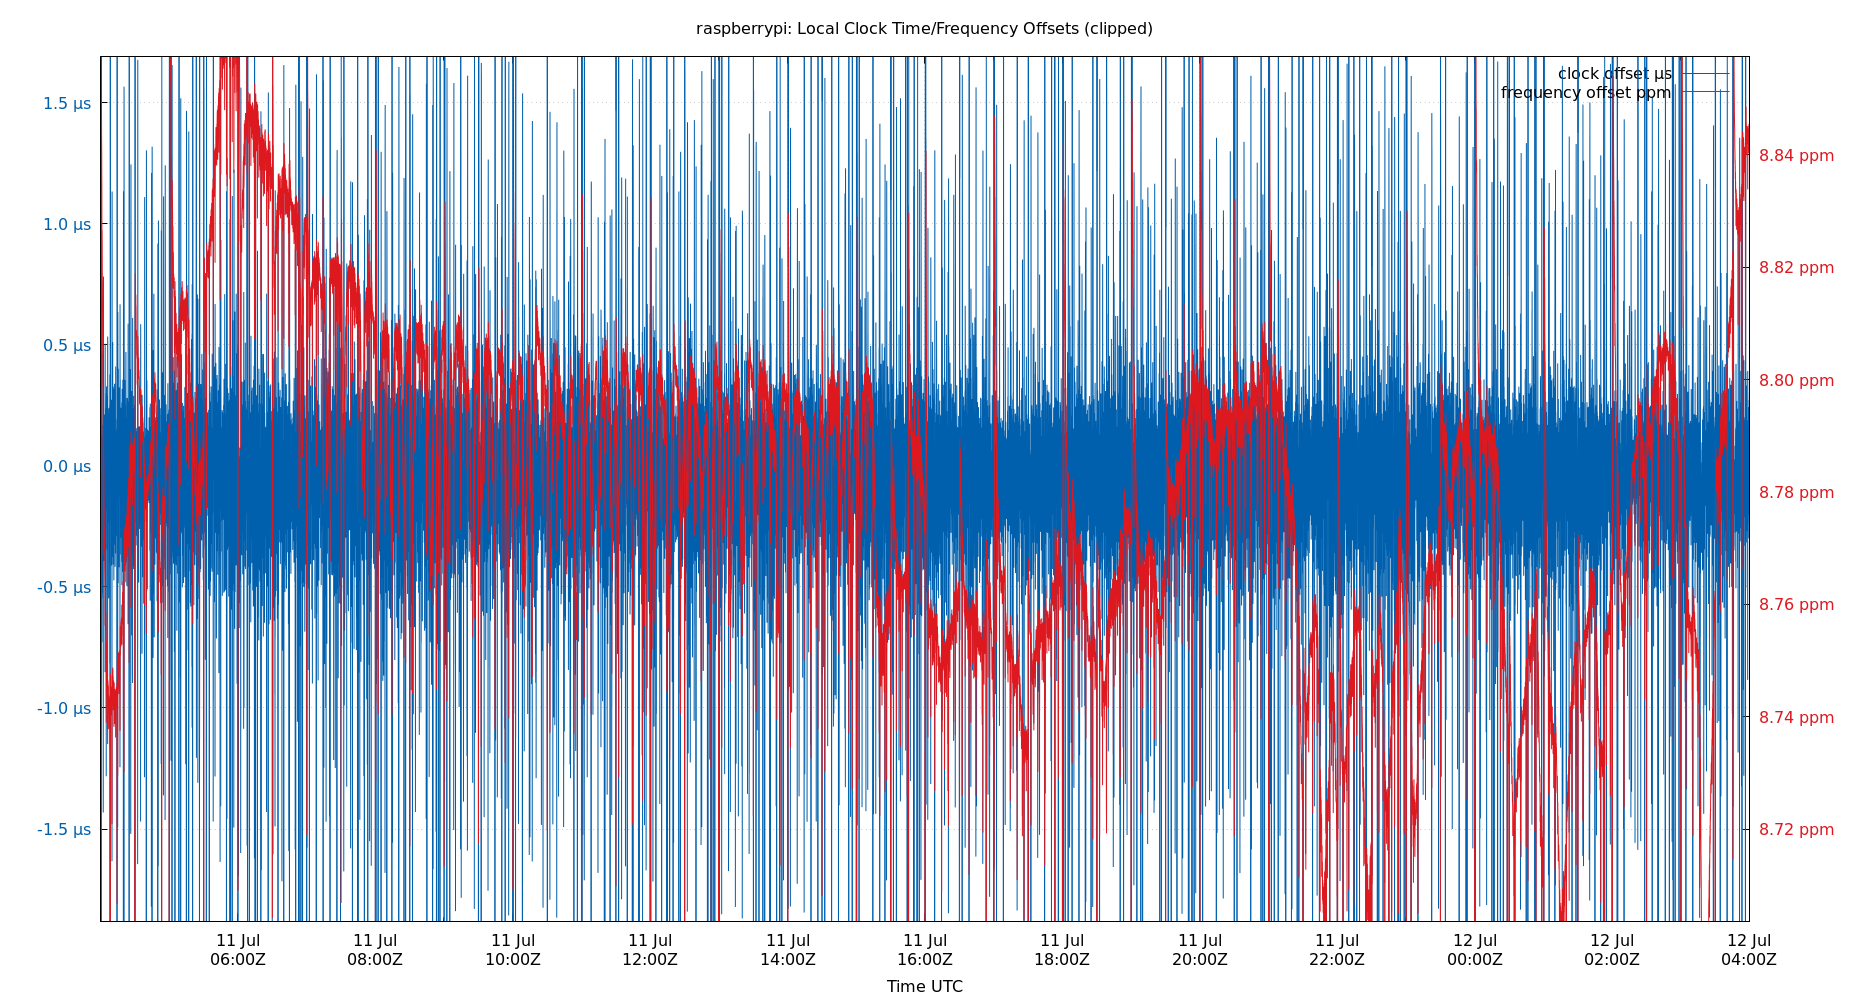 raspberrypi: Local Clock Time/Frequency Offsets (clipped)
clock offset µs
frequency offset ppm
1.5 µs
1.0 µs
0.5 µs
0.0 µs
-0.5 µs
-1.0 µs
-1.5 µs
8.84 ppm
8.82 ppm
8.80 ppm
8.78 ppm
8.76 ppm
8.74 ppm
8.72 ppm
11 Jul 11 Jul 11 Jul 11 Jul 11 Jul 11 Jul 11 Jul 11 Jul 11 Jul 12 Jul 12 Jul 12 Jul
06:00Z 08:00Z 10:00Z 12:00Z 14:00Z 16:00Z 18:00Z 20:00Z 22:00Z 00:00Z 02:00Z 04:00Z
Time UTC